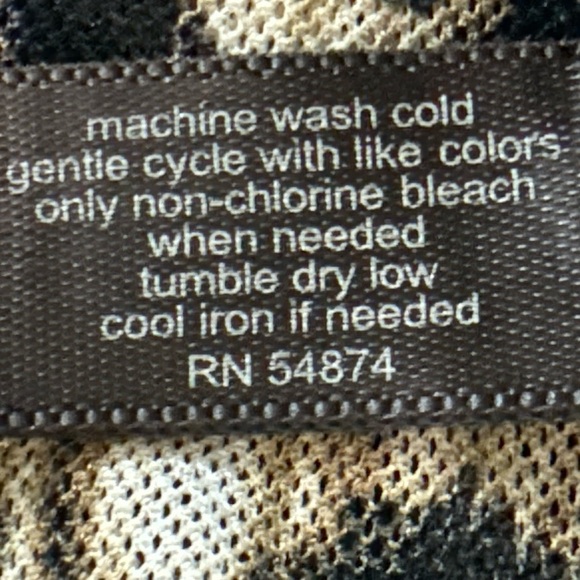 machine wash cold
gentle cycle with like colors
only non-chlorine bleach
when needed
tumble dry low
cool iron if needed
RN 54874